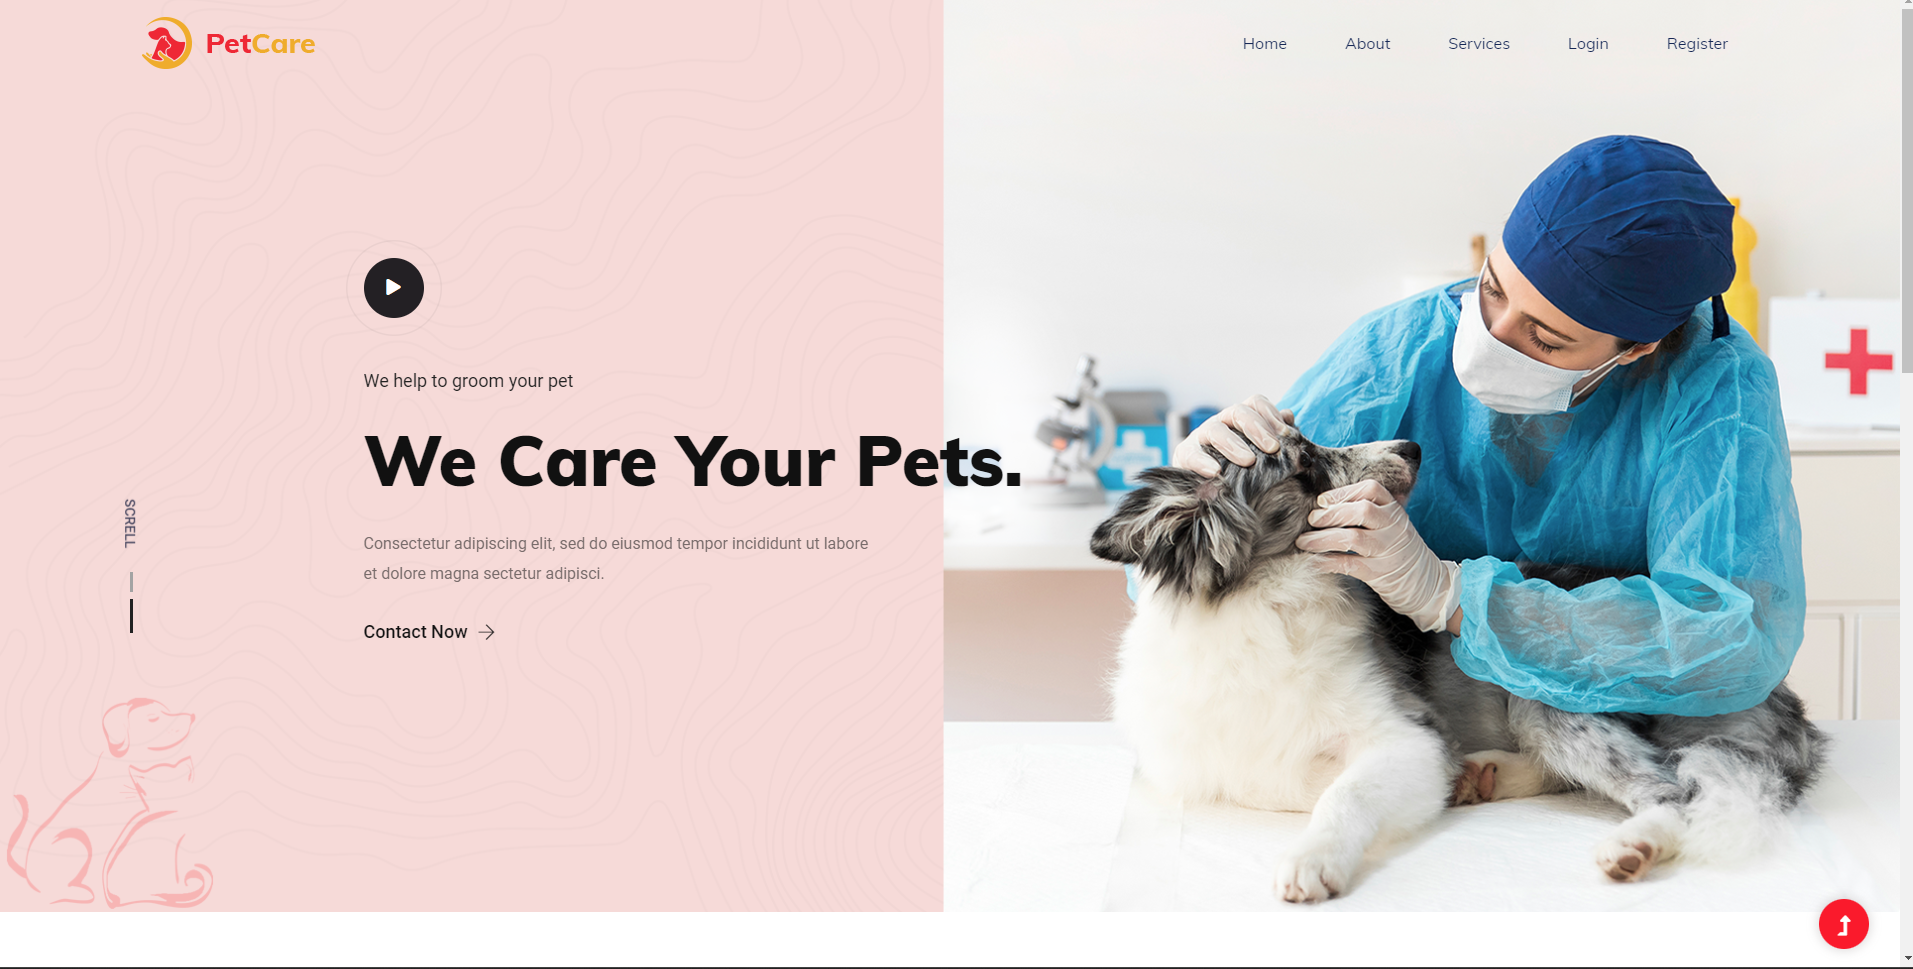 PetCare
Home
About
Services
Login
Register
We help to groom your pet
We Care Your Pets.
SCRELL
Consectetur adipiscing elit, sed do eiusmod tempor incididunt ut labore
et dolore magna sectetur adipisci.
Contact Now